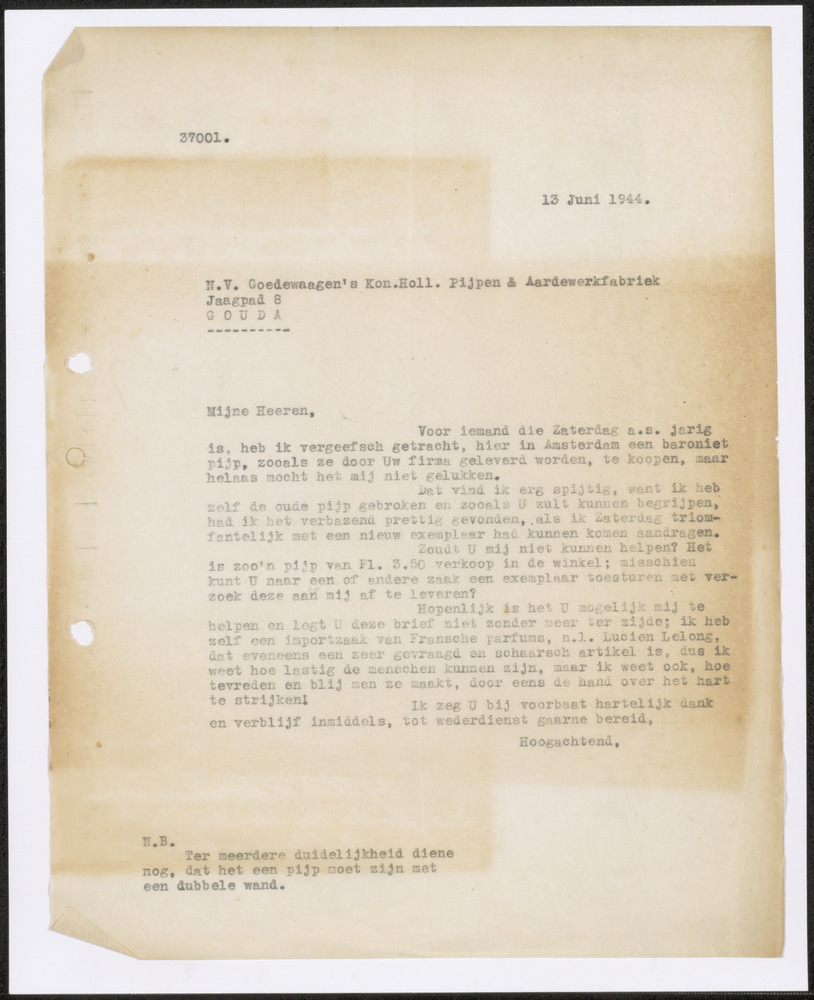 37001.
13 Juni 1944.
N.V. Goedewaagen's Kon.Holl. Pijpen & Aardewerkfabriek
Jaagpad 8
G O U D A
----------
Mijne Heeren,
Voor iemand die Zaterdag a.s. jarig
is, heb ik vergeefsch getracht, hier in Amsterdam een baroniet
pijp, zooals ze door Uw firma geleverd worden, te koopen, maar
helaas mocht het mij niet gelukken.
Dat vind ik erg spijtig, want ik heb
zelf de oude pijp gebroken en zooals U zult kunnen begrijpen,
had ik het verbazend prettig gevonden, als ik Zaterdag triom-
fantelijk met een nieuw exemplaar had kunnen komen aandragen.
Zoudt U mij niet kunnen helpen? Het
is zoo'n pijp van Fl. 3.50 verkoop in de winkel; misschien
kunt U naar een of andere zaak een exemplaar toesturen met ver-
zoek deze aan mij af te leveren?
Hopenlijk is het U mogelijk mij te
helpen en legt U deze brief niet zonder meer ter zijde; ik heb
zelf een importzaak van Fransche parfums, n.l. Lucien Lelong,
dat eveneens een zeer gevraagd en schaarsch artikel is, dus ik
weet hoe lastig de menschen kunnen zijn, maar ik weet ook, hoe
tevreden en blij men ze maakt, door eens de hand over het hart
te strijken!
Ik zeg U bij voorbaat hartelijk dank
en verblijf inmiddels, tot wederdienst gaarne bereid,
Hoogachtend,
N.B.
Ter meerdere duidelijkheid diene
nog, dat het een pijp moet zijn met
een dubbele wand.